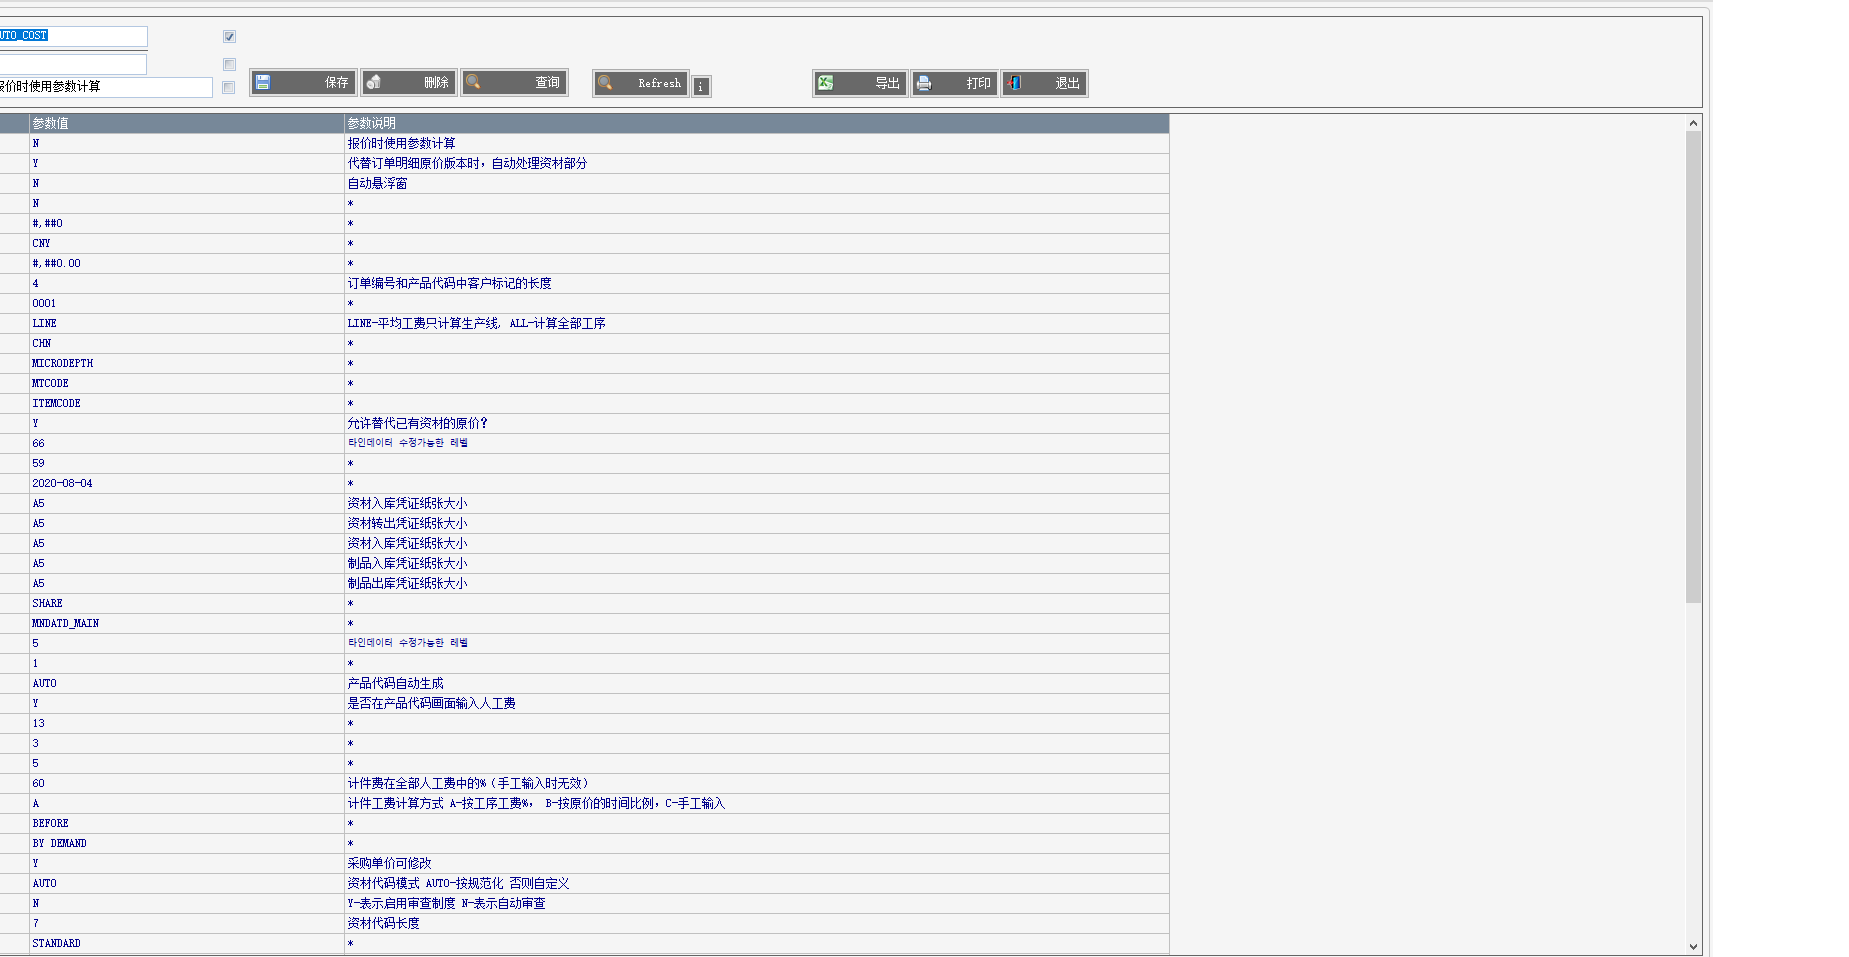 UTO_COST
报价时使用参数计算
保存 删除 查询 Refresh i 导出 打印 退出
参数值 参数说明
N 报价时使用参数计算
Y 代替订单明细原价版本时，自动处理资材部分
N 自动悬浮窗
N *
#,##0 *
CNY *
#,##0.00 *
4 订单编号和产品代码中客户标记的长度
0001 *
LINE LINE-平均工费只计算生产线, ALL-计算全部工序
CHN *
MICRODEPTH *
MTCODE *
ITEMCODE *
Y 允许替代已有资材的原价?
66 타인데이터 수정가능한 레벨
59 *
2020-08-04 *
A5 资材入库凭证纸张大小
A5 资材转出凭证纸张大小
A5 资材入库凭证纸张大小
A5 制品入库凭证纸张大小
A5 制品出库凭证纸张大小
SHARE *
MNDATD_MAIN *
5 타인데이터 수정가능한 레벨
1 *
AUTO 产品代码自动生成
Y 是否在产品代码画面输入人工费
13 *
3 *
5 *
60 计件费在全部人工费中的%（手工输入时无效）
A 计件工费计算方式 A-按工序工费%， B-按原价的时间比例，C-手工输入
BEFORE *
BY DEMAND *
Y 采购单价可修改
AUTO 资材代码模式 AUTO-按规范化 否则自定义
N Y-表示启用审查制度 N-表示自动审查
7 资材代码长度
STANDARD *